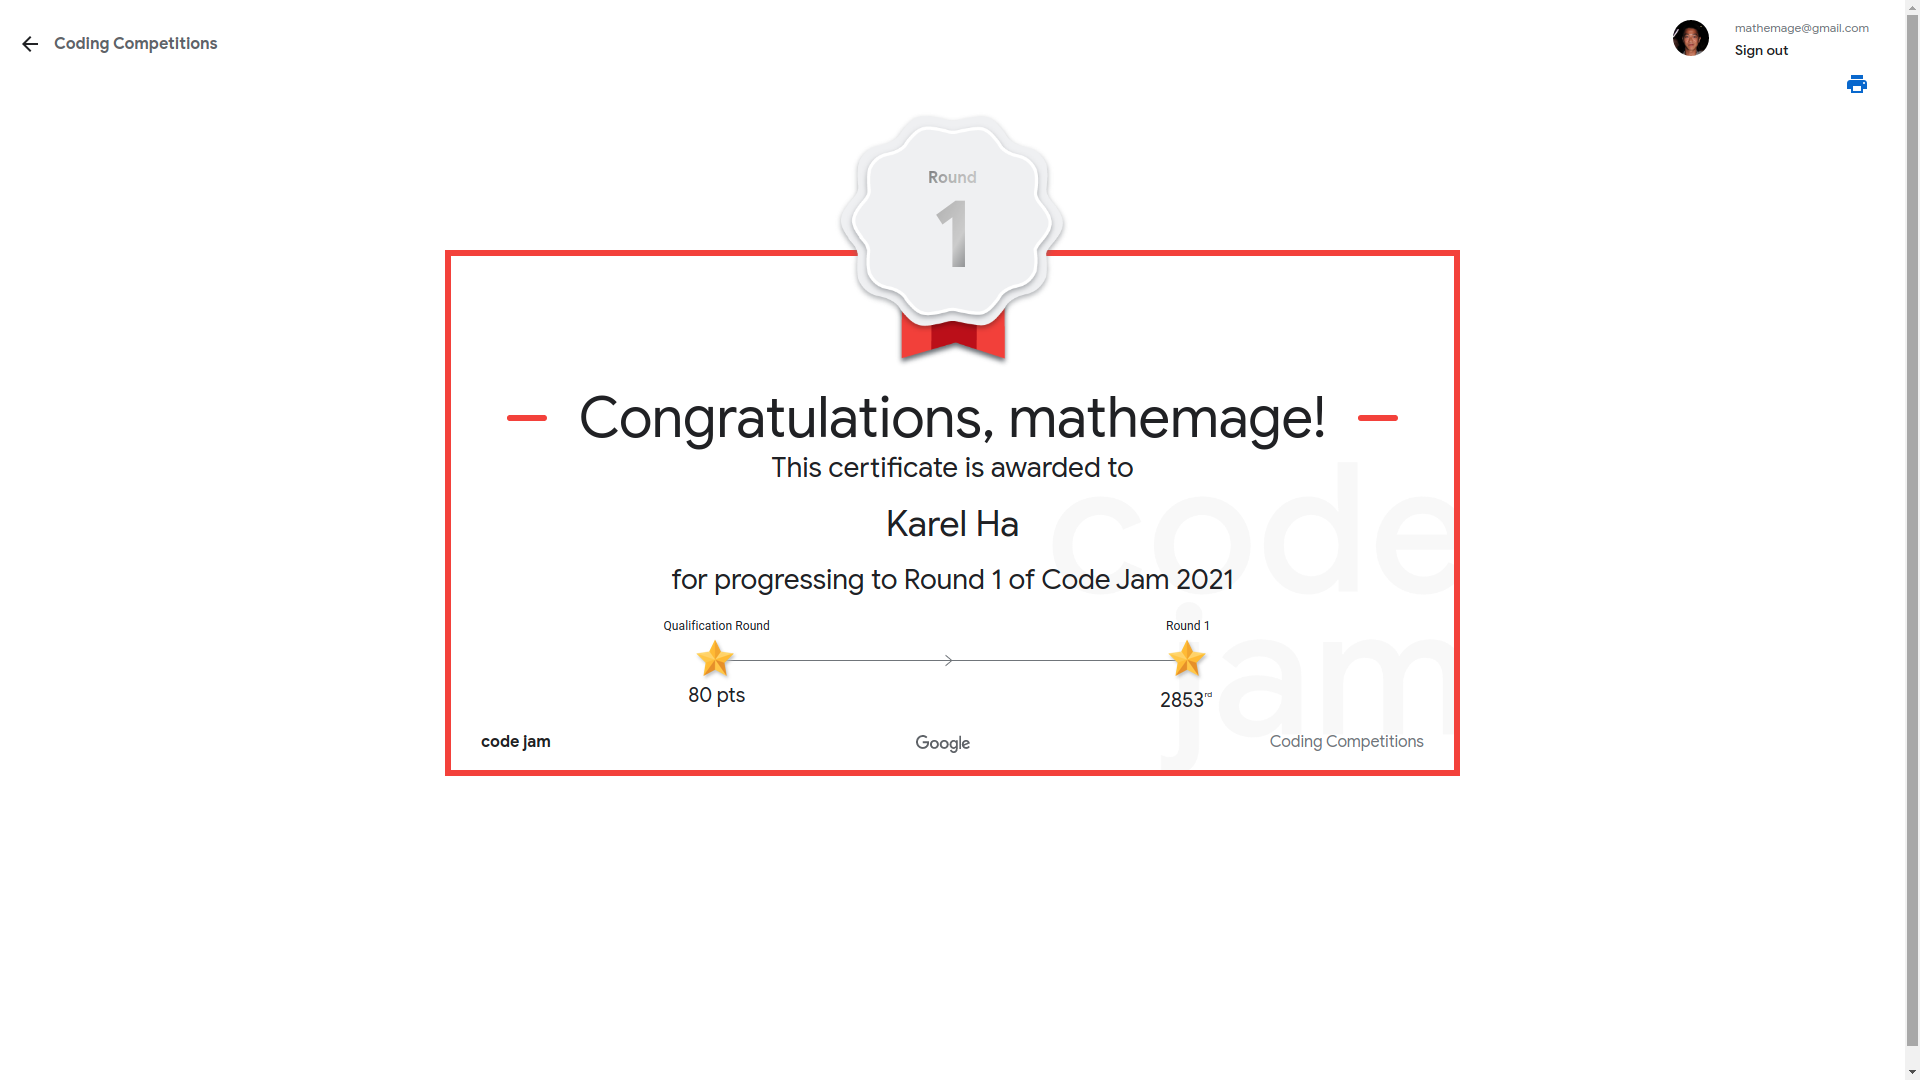 Coding Competitions
mathemage@gmail.com
Sign out
Round
1
Congratulations, mathemage!
This certificate is awarded to
Karel Ha
for progressing to Round 1 of Code Jam 2021
code
jam
Qualification Round
Round 1
80 pts
2853rd
code jam
Google
Coding Competitions